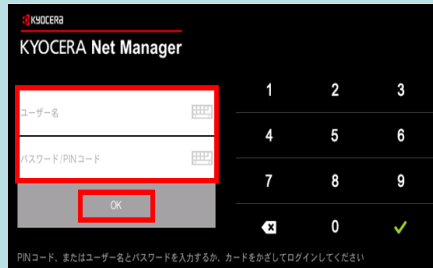 KYOCERA
KYOCERA Net Manager
ユーザー名
パスワード/PINコード
OK
1 2 3
4 5 6
7 8 9
0
PINコード、またはユーザー名とパスワードを入力するか、カードをかざしてログインしてください